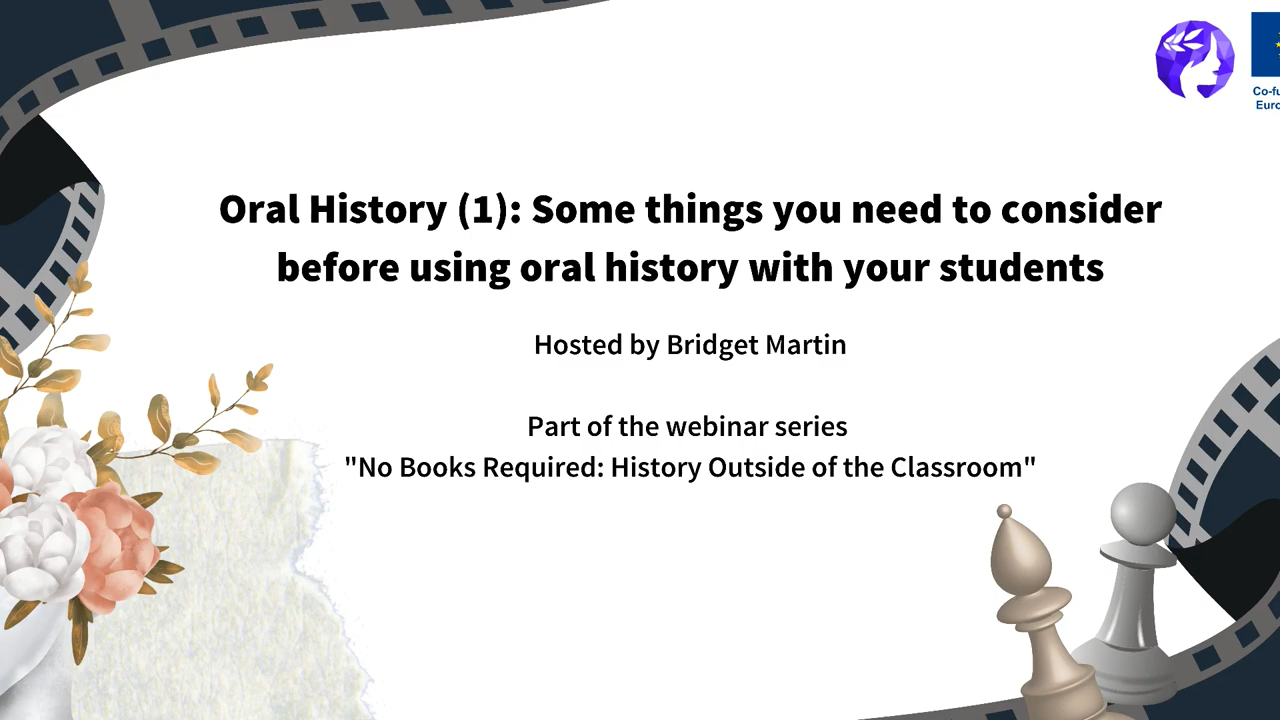 Oral History (1): Some things you need to consider
before using oral history with your students
Hosted by Bridget Martin
Part of the webinar series
"No Books Required: History Outside of the Classroom"